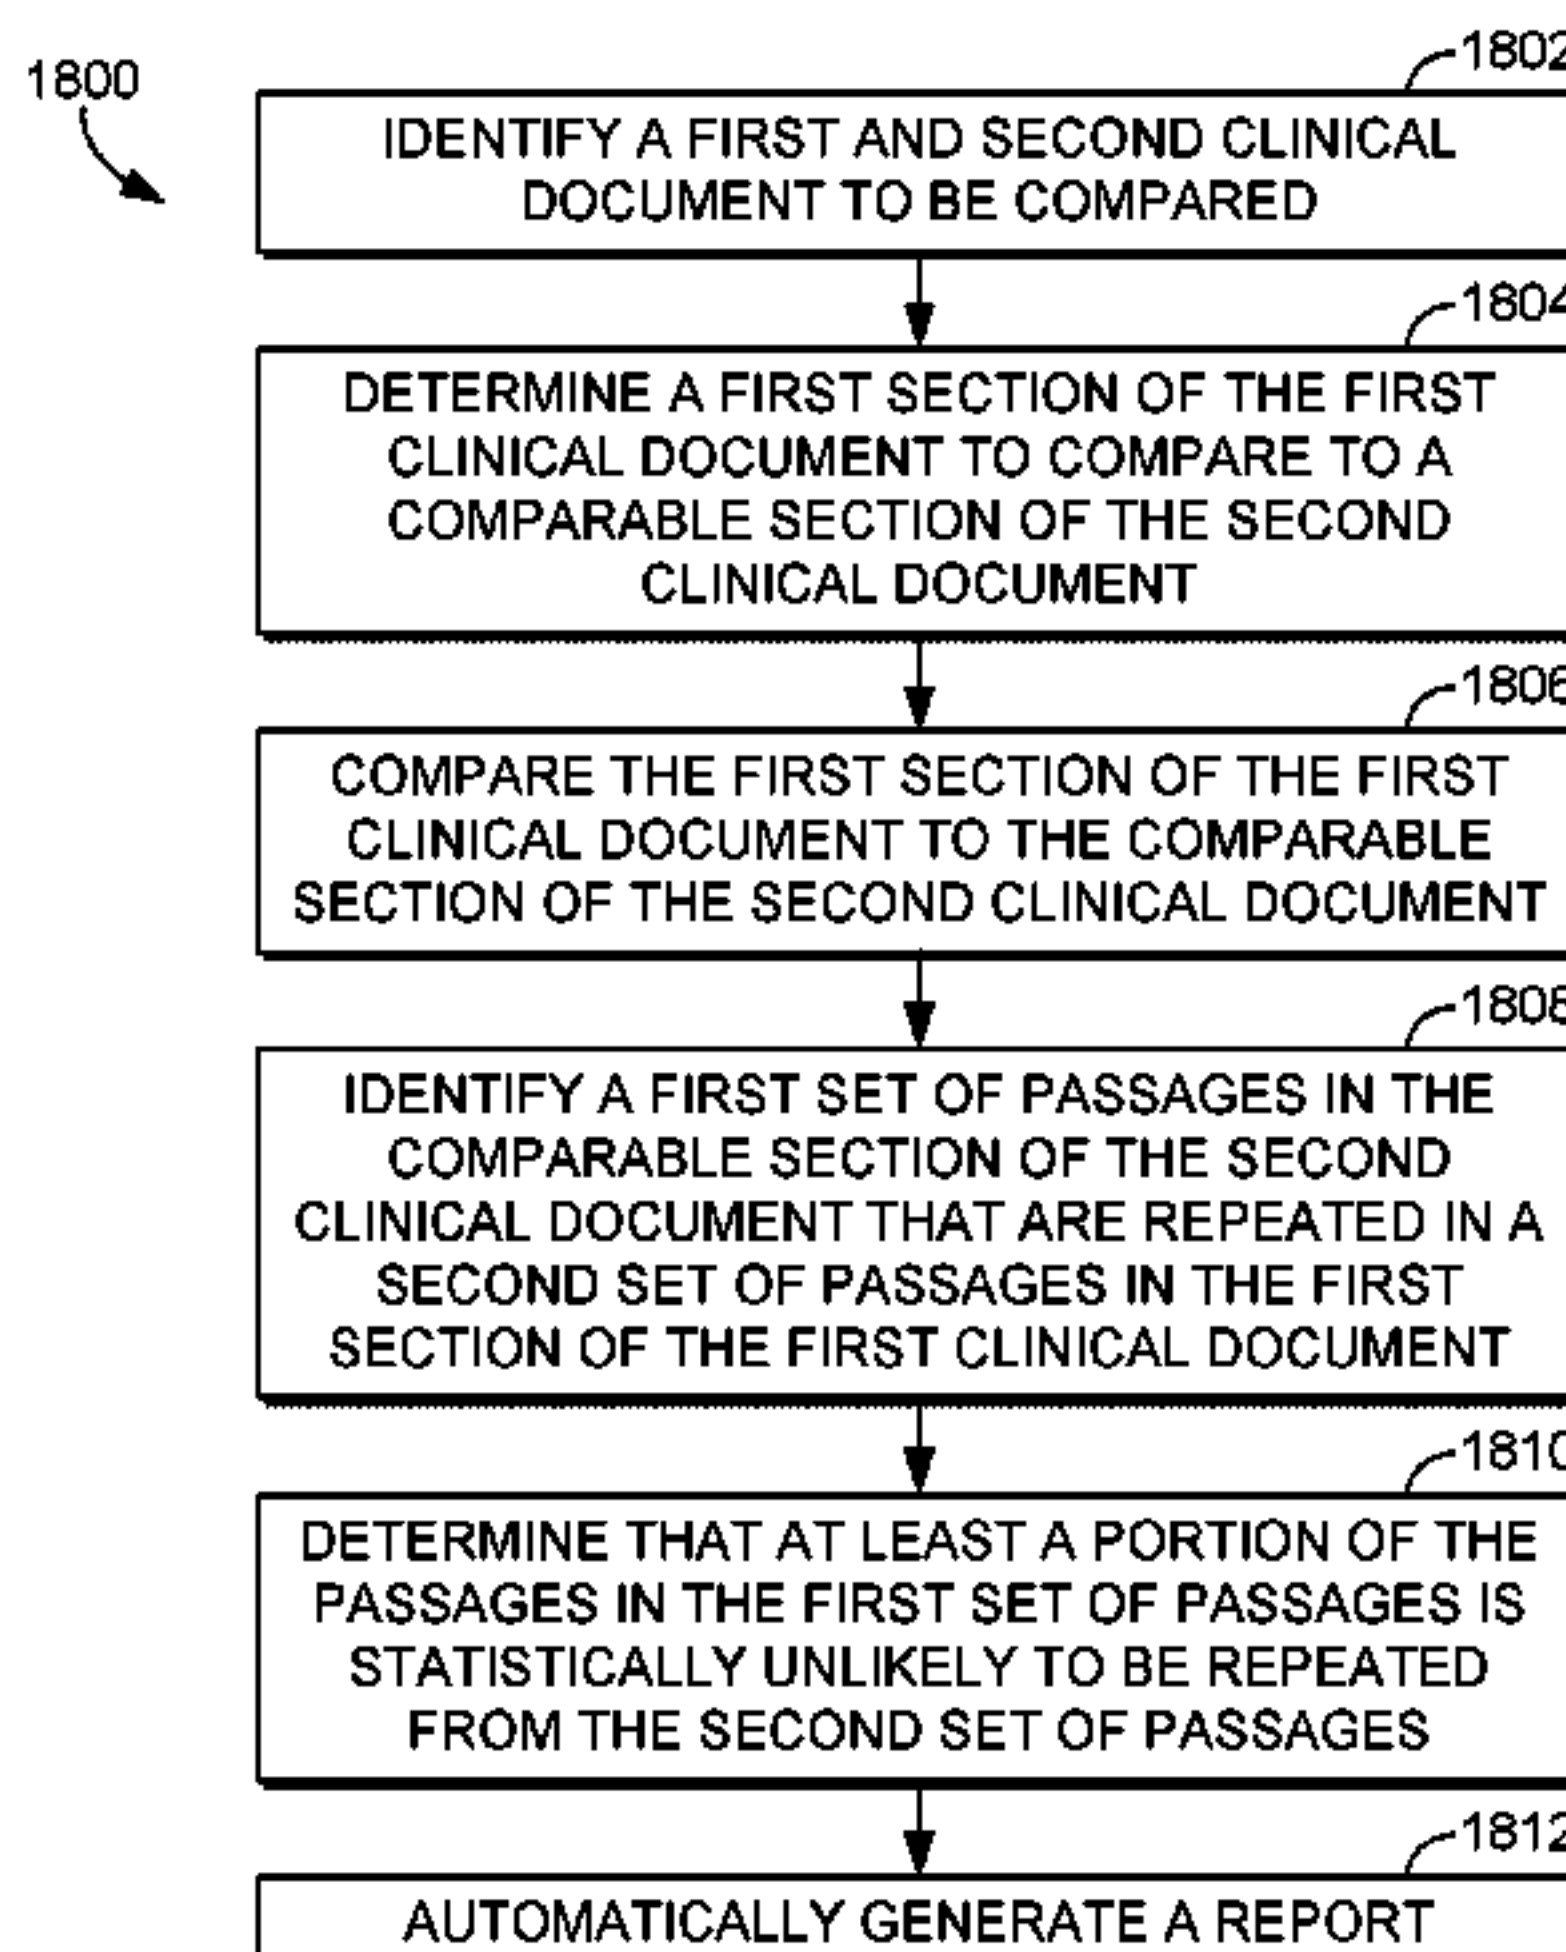 1802
1800
IDENTIFY A FIRST AND SECOND CLINICAL
DOCUMENT TO BE COMPARED
1804
DETERMINE A FIRST SECTION OF THE FIRST
CLINICAL DOCUMENT TO COMPARE TO A
COMPARABLE SECTION OF THE SECOND
CLINICAL DOCUMENT
1806
COMPARE THE FIRST SECTION OF THE FIRST
CLINICAL DOCUMENT TO THE COMPARABLE
SECTION OF THE SECOND CLINICAL DOCUMENT
1808
IDENTIFY A FIRST SET OF PASSAGES IN THE
COMPARABLE SECTION OF THE SECOND
CLINICAL DOCUMENT THAT ARE REPEATED IN A
SECOND SET OF PASSAGES IN THE FIRST
SECTION OF THE FIRST CLINICAL DOCUMENT
1810
DETERMINE THAT AT LEAST A PORTION OF THE
PASSAGES IN THE FIRST SET OF PASSAGES IS
STATISTICALLY UNLIKELY TO BE REPEATED
FROM THE SECOND SET OF PASSAGES
1812
AUTOMATICALLY GENERATE A REPORT